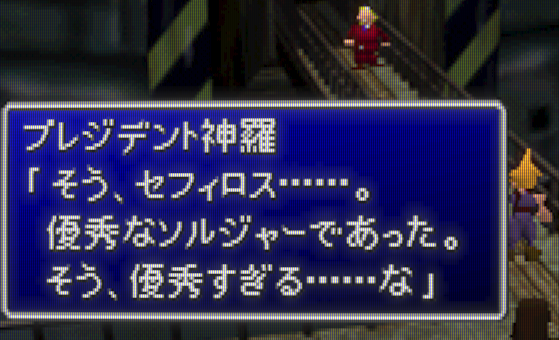 プレジデント神羅
「そう、セフィロス……。
優秀なソルジャーであった。
そう、優秀すぎる……な」